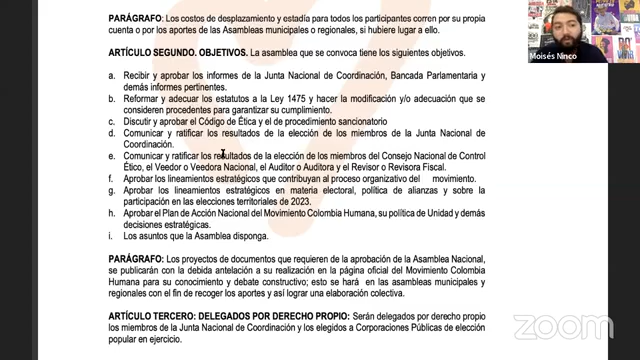 PARÁGRAFO: Los costos de desplazamiento y estadía para todos los participantes corren por su propia
cuenta o por los aportes de las Asambleas municipales o regionales, si hubiere lugar a ello.
Moisés Ninco
ARTÍCULO SEGUNDO. OBJETIVOS. La asamblea que se convoca tiene los siguientes objetivos.
a. Recibir y aprobar los informes de la Junta Nacional de Coordinación, Bancada Parlamentaria y
demás informes pertinentes.
b. Reformar y adecuar los estatutos a la Ley 1475 y hacer la modificación y/o adecuación que se
consideren procedentes para garantizar su cumplimiento.
c. Discutir y aprobar el Código de Ética y el de procedimiento sancionatorio
d. Comunicar y ratificar los resultados de la elección de los miembros de la Junta Nacional de
Coordinación.
e. Comunicar y ratificar los resultados de la elección de los miembros del Consejo Nacional de Control
Ético, el Veedor o Veedora Nacional, el Auditor o Auditora y el Revisor o Revisora Fiscal.
f. Aprobar los lineamientos estratégicos que contribuyan al proceso organizativo del movimiento.
g. Aprobar los lineamientos estratégicos en materia electoral, política de alianzas y sobre la
participación en las elecciones territoriales de 2023.
h. Aprobar el Plan de Acción Nacional del Movimiento Colombia Humana, su política de Unidad y demás
decisiones estratégicas.
i. Los asuntos que la Asamblea disponga.
PARÁGRAFO: Los proyectos de documentos que requieren de la aprobación de la Asamblea Nacional,
se publicarán con la debida antelación a su realización en la página oficial del Movimiento Colombia
Humana para su conocimiento y debate constructivo; esto se hará en las asambleas municipales y
regionales con el fin de recoger los aportes y así lograr una elaboración colectiva.
ARTÍCULO TERCERO: DELEGADOS POR DERECHO PROPIO: Serán delegados por derecho propio
los miembros de la Junta Nacional de Coordinación y los elegidos a Corporaciones Públicas de elección
popular en ejercicio.
zoom